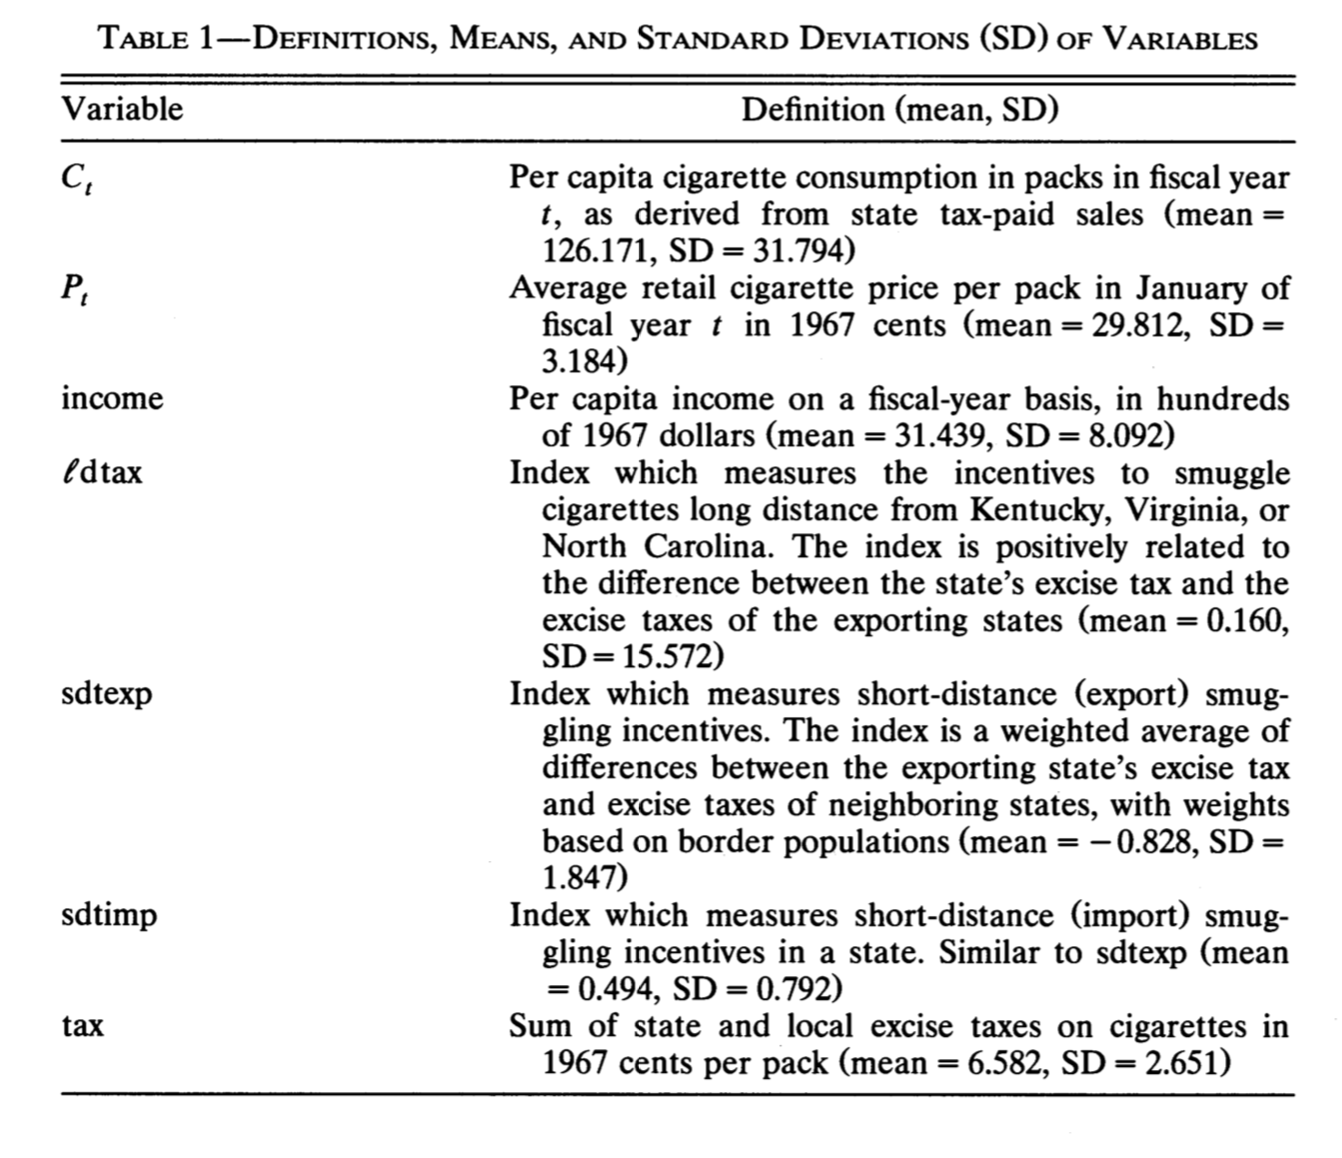 TABLE 1—DEFINITIONS, MEANS, AND STANDARD DEVIATIONS (SD) OF VARIABLES
Variable Definition (mean, SD)
C_t Per capita cigarette consumption in packs in fiscal year
t, as derived from state tax-paid sales (mean =
126.171, SD = 31.794)
P_t Average retail cigarette price per pack in January of
fiscal year t in 1967 cents (mean = 29.812, SD =
3.184)
income Per capita income on a fiscal-year basis, in hundreds
of 1967 dollars (mean = 31.439, SD = 8.092)
ℓdtax Index which measures the incentives to smuggle
cigarettes long distance from Kentucky, Virginia, or
North Carolina. The index is positively related to
the difference between the state's excise tax and the
excise taxes of the exporting states (mean = 0.160,
SD = 15.572)
sdtexp Index which measures short-distance (export) smug-
gling incentives. The index is a weighted average of
differences between the exporting state's excise tax
and excise taxes of neighboring states, with weights
based on border populations (mean = −0.828, SD =
1.847)
sdtimp Index which measures short-distance (import) smug-
gling incentives in a state. Similar to sdtexp (mean
= 0.494, SD = 0.792)
tax Sum of state and local excise taxes on cigarettes in
1967 cents per pack (mean = 6.582, SD = 2.651)